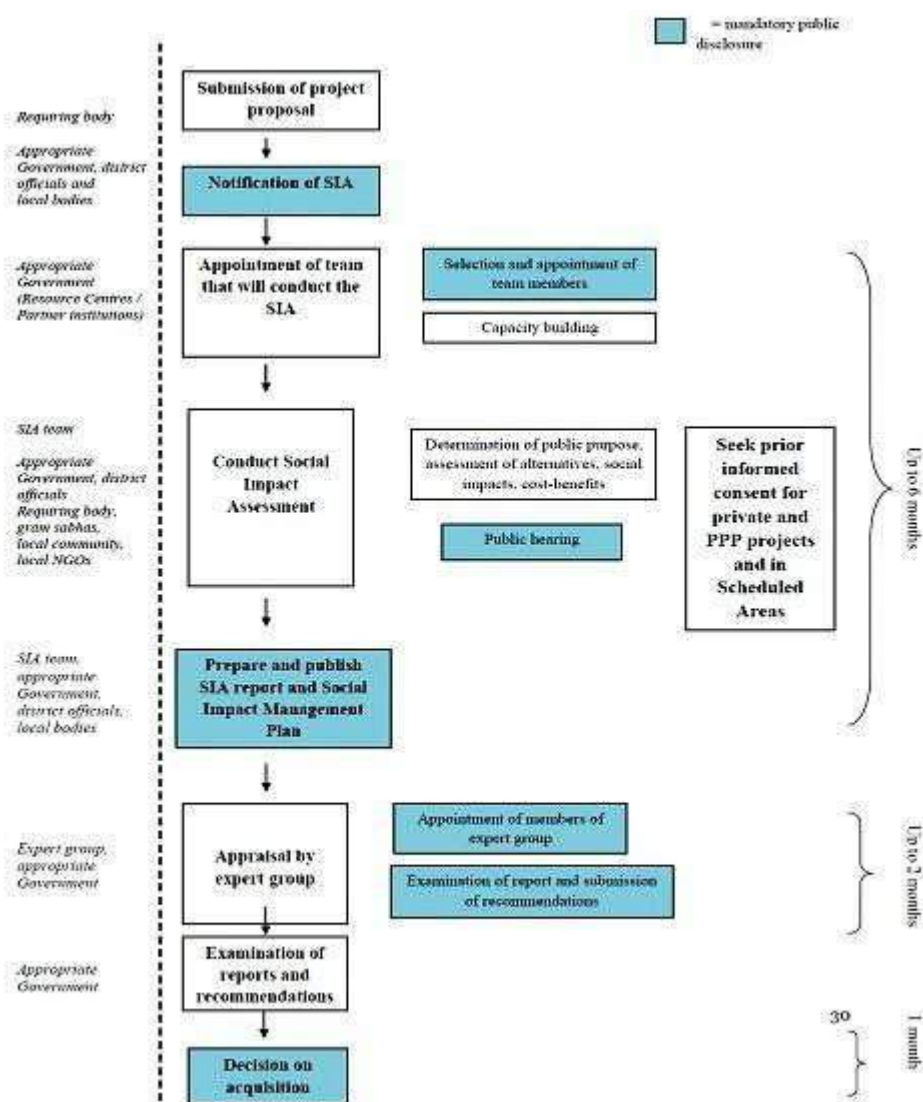 = mandatory public
disclosure
Submission of project
proposal
Requiring body
Appropriate
Government, district
officials and
local bodies
Notification of SIA
Appropriate
Government
(Resource Centres /
Partner institutions)
Appointment of team
that will conduct the
SIA
Selection and appointment of
team members
Capacity building
SIA team
Appropriate
Government, district
officials
Requiring body,
gram sabhas,
local community,
local NGOs
Conduct Social
Impact
Assessment
Determination of public purpose,
assessment of alternatives, social
impacts, cost-benefits
Public hearing
Seek prior
informed
consent for
private and
PPP projects
and in
Scheduled
Areas
Up to 6 months
SIA team,
appropriate
Government,
district officials,
local bodies
Prepare and publish
SIA report and Social
Impact Management
Plan
Expert group,
appropriate
Government
Appraisal by
expert group
Appointment of members of
expert group
Examination of report and submission
of recommendations
Up to 2 months
Appropriate
Government
Examination of
reports and
recommendations
30
1 month
Decision on
acquisition